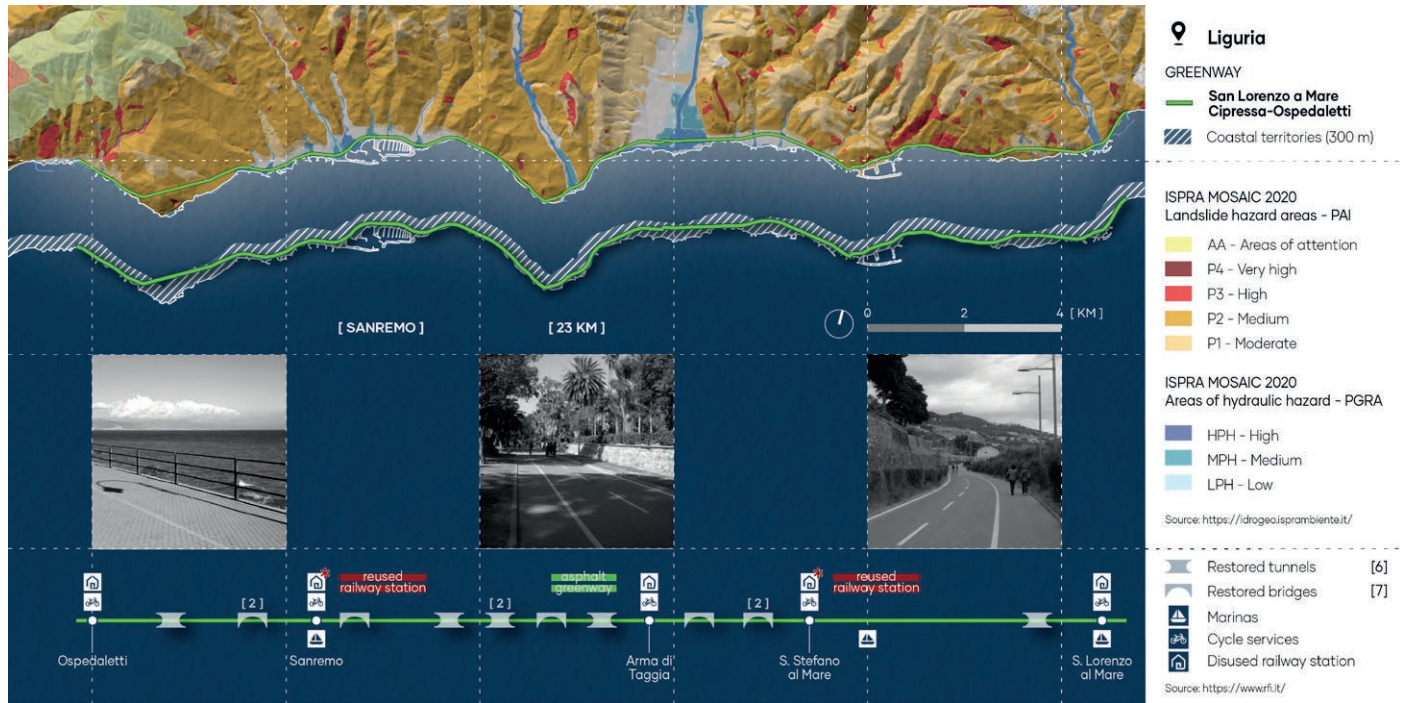 [ SANREMO ]
[ 23 KM ]
0 2 4 [ KM ]
reused
railway station
asphalt
greenway
reused
railway station
[ 2 ]
[ 2 ]
[ 2 ]
Ospedaletti
Sanremo
Arma di
Taggia
S. Stefano
al Mare
S. Lorenzo
al Mare
Liguria
GREENWAY
San Lorenzo a Mare
Cipressa-Ospedaletti
Coastal territories (300 m)
ISPRA MOSAIC 2020
Landslide hazard areas - PAI
AA - Areas of attention
P4 - Very high
P3 - High
P2 - Medium
P1 - Moderate
ISPRA MOSAIC 2020
Areas of hydraulic hazard - PGRA
HPH - High
MPH - Medium
LPH - Low
Source: https://idrogeo.isprambiente.it/
Restored tunnels [6]
Restored bridges [7]
Marinas
Cycle services
Disused railway station
Source: https://www.rfi.it/